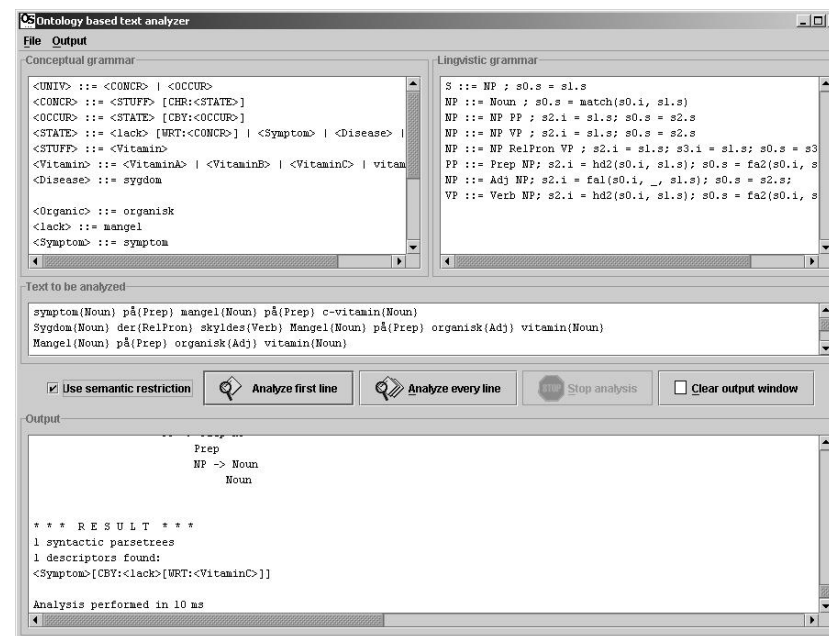 Ontology based text analyzer
File Output
Conceptual grammar
<UNIV> ::= <CONCR> | <OCCUR>
<CONCR> ::= <STUFF> [CHR:<STATE>]
<OCCUR> ::= <STATE> [CBY:<OCCUR>]
<STATE> ::= <lack> [WRT:<CONCR>] | <Symptom> | <Disease> |
<STUFF> ::= <Vitamin>
<Vitamin> ::= <VitaminA> | <VitaminB> | <VitaminC> | vitam
<Disease> ::= sygdom
<Organic> ::= organisk
<lack> ::= mangel
<Symptom> ::= symptom
Lingvistic grammar
S ::= NP ; s0.s = s1.s
NP ::= Noun ; s0.s = match(s0.i, s1.s)
NP ::= NP PP ; s2.i = s1.s; s0.s = s2.s
NP ::= NP VP ; s2.i = s1.s; s0.s = s2.s
NP ::= NP RelPron VP ; s2.i = s1.s; s3.i = s1.s; s0.s = s3
PP ::= Prep NP; s2.i = hd2(s0.i, s1.s); s0.s = fa2(s0.i, s
NP ::= Adj NP; s2.i = fa1(s0.i, _, s1.s); s0.s = s2.s;
VP ::= Verb NP; s2.i = hd2(s0.i, s1.s); s0.s = fa2(s0.i, s
Text to be analyzed
symptom{Noun} på{Prep} mangel{Noun} på{Prep} c-vitamin{Noun}
Sygdom{Noun} der{RelPron} skyldes{Verb} Mangel{Noun} på{Prep} organisk{Adj} vitamin{Noun}
Mangel{Noun} på{Prep} organisk{Adj} vitamin{Noun}
Use semantic restriction Analyze first line Analyze every line STOP Stop analysis Clear output window
Output
Prep
NP -> Noun
Noun
* * * R E S U L T * * *
1 syntactic parsetrees
1 descriptors found:
<Symptom>[CBY:<lack>[WRT:<VitaminC>]]
Analysis performed in 10 ms